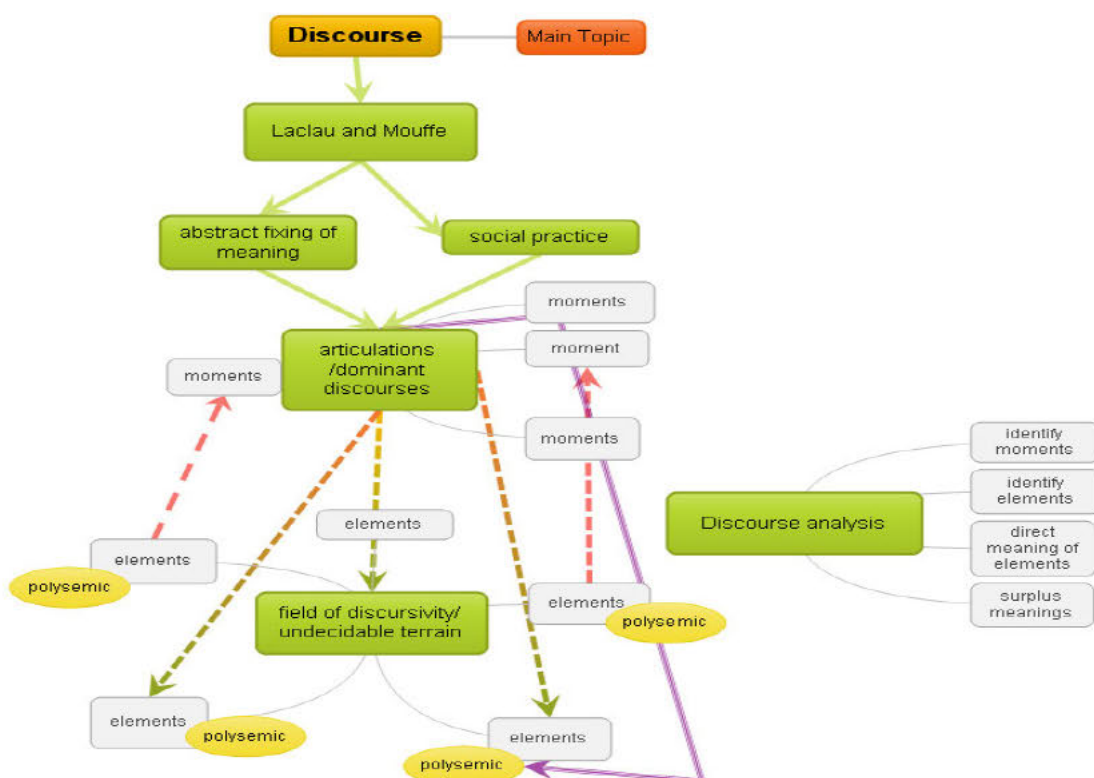 Discourse
Main Topic
Laclau and Mouffe
abstract fixing of
meaning
social practice
moments
articulations
/dominant
discourses
moment
moments
moments
elements
elements
polysemic
field of discursivity/
undecidable terrain
elements
polysemic
elements
polysemic
elements
polysemic
Discourse analysis
identify
moments
identify
elements
direct
meaning of
elements
surplus
meanings